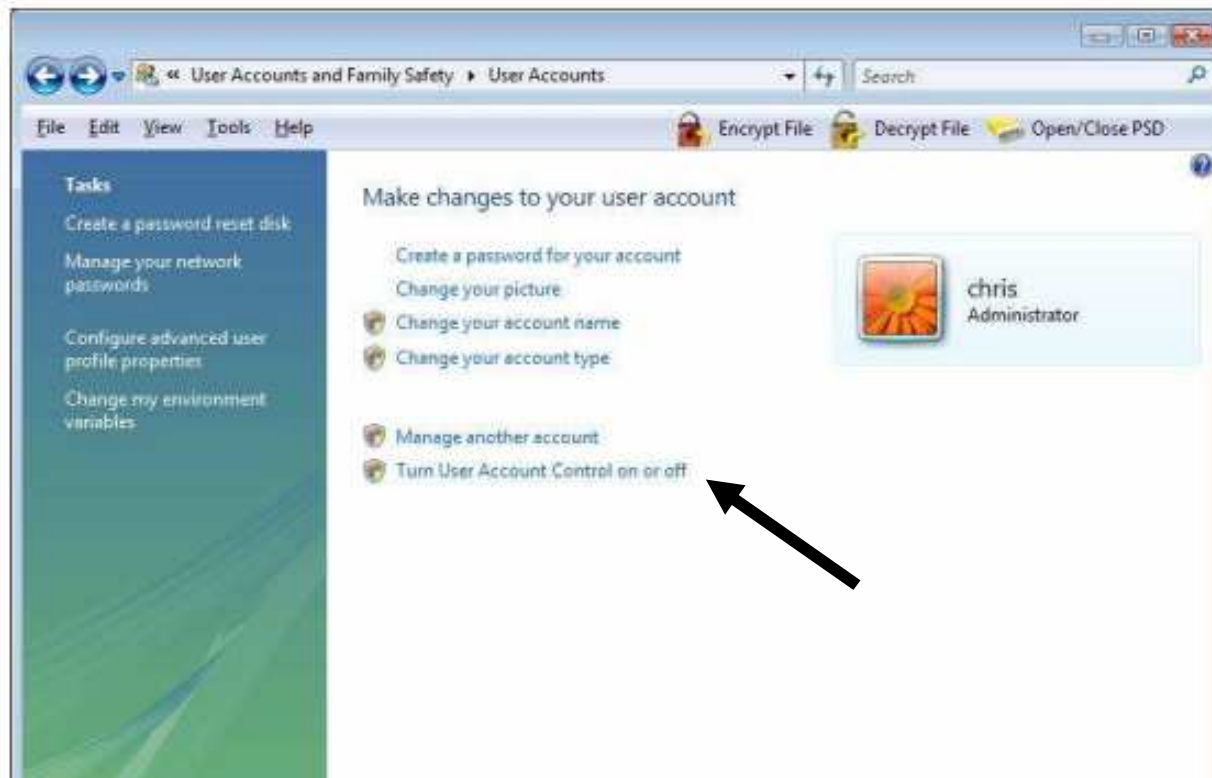 « User Accounts and Family Safety ▸ User Accounts
Search
File Edit View Tools Help
Encrypt File Decrypt File Open/Close PSD
Tasks
Create a password reset disk
Manage your network
passwords
Configure advanced user
profile properties
Change my environment
variables
Make changes to your user account
Create a password for your account
Change your picture
Change your account name
Change your account type
Manage another account
Turn User Account Control on or off
chris
Administrator